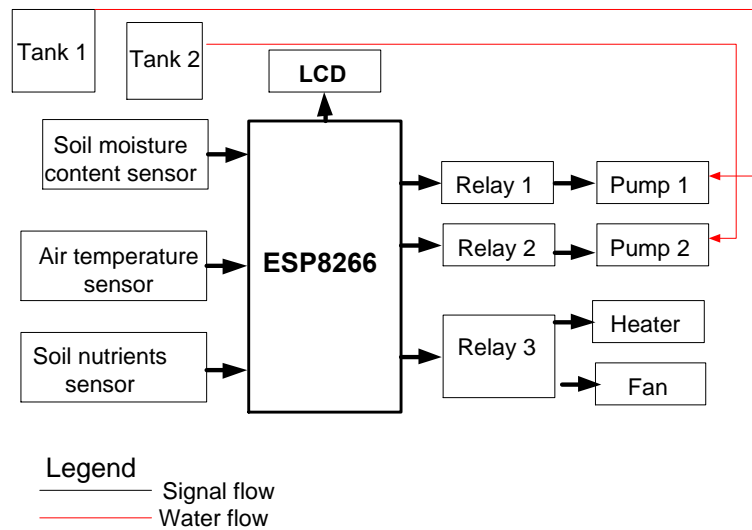 Tank 1
Tank 2
LCD
Soil moisture
content sensor
Relay 1
Pump 1
Air temperature
sensor
ESP8266
Relay 2
Pump 2
Soil nutrients
sensor
Relay 3
Heater
Fan
Legend
Signal flow
Water flow